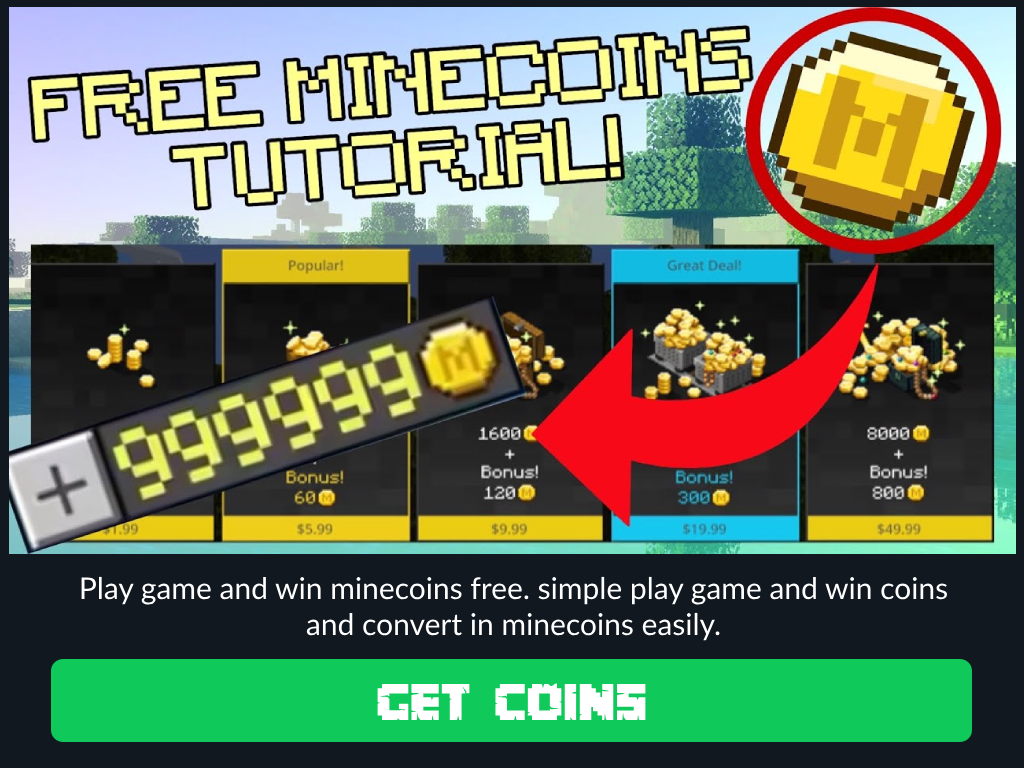 FREE MINECOINS
TUTORIAL!
Popular!
Great Deal!
999999
1600
+
Bonus!
120
8000
+
Bonus!
800
Bonus!
60
Bonus!
300
$1.99
$5.99
$9.99
$19.99
$49.99
Play game and win minecoins free. simple play game and win coins
and convert in minecoins easily.
GET COINS